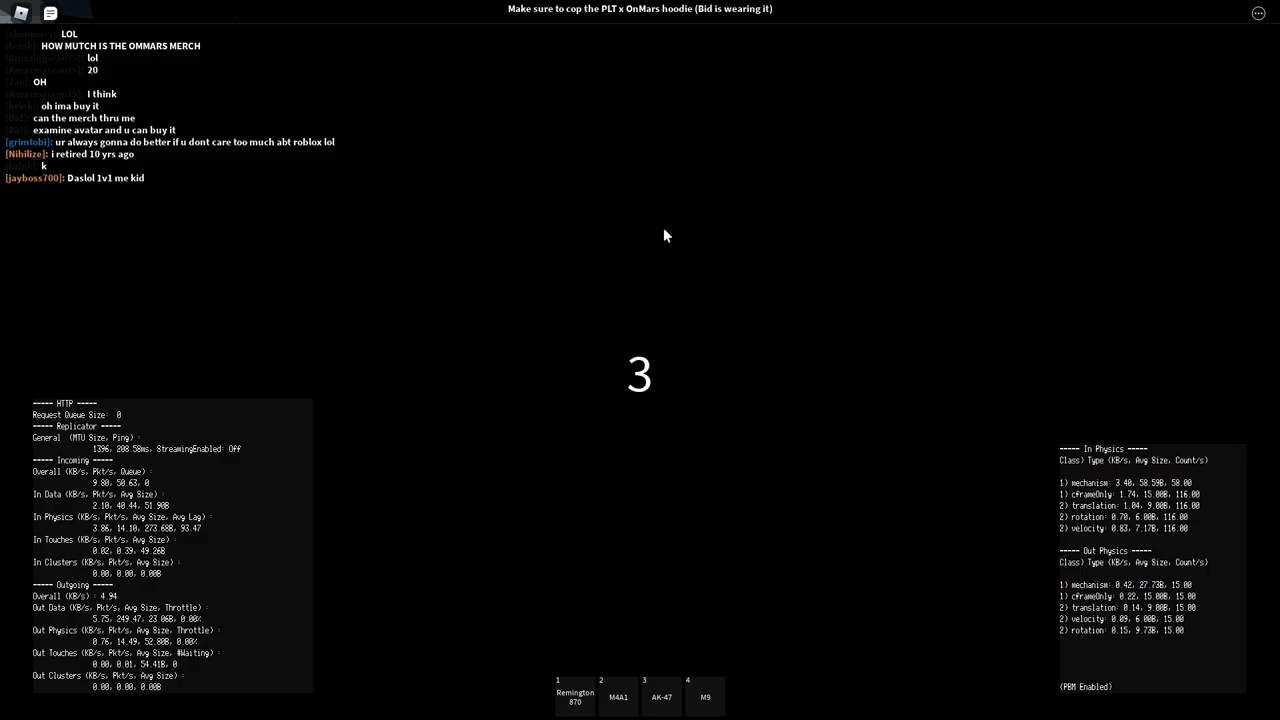 Make sure to cop the PLT x OnMars hoodie (Bid is wearing it)
LOL
HOW MUTCH IS THE OMMARS MERCH
lol
20
OH
I think
oh ima buy it
can the merch thru me
examine avatar and u can buy it
[grimtobi]: ur always gonna do better if u dont care too much abt roblox lol
[Nihilize]: i retired 10 yrs ago
k
[jayboss700]: Daslol 1v1 me kid
3
----- HTTP -----
Request Queue Size: 0
----- Replicator -----
General (MTU Size, Ping) :
1396, 208.58ms, StreamingEnabled: Off
----- Incoming -----
Overall (KB/s, Pkt/s, Queue) :
9.80, 50.63, 0
In Data (KB/s, Pkt/s, Avg Size) :
2.10, 40.44, 51.90B
In Physics (KB/s, Pkt/s, Avg Size, Avg Lag) :
3.86, 14.10, 273.68B, 93.47
In Touches (KB/s, Pkt/s, Avg Size) :
0.02, 0.39, 49.26B
In Clusters (KB/s, Pkt/s, Avg Size) :
0.00, 0.00, 0.00B
----- Outgoing -----
Overall (KB/s) : 4.94
Out Data (KB/s, Pkt/s, Avg Size, Throttle) :
5.75, 249.47, 23.06B, 0.00%
Out Physics (KB/s, Pkt/s, Avg Size, Throttle) :
0.76, 14.49, 52.80B, 0.00%
Out Touches (KB/s, Pkt/s, Avg Size, #Waiting) :
0.00, 0.01, 54.41B, 0
Out Clusters (KB/s, Pkt/s, Avg Size) :
0.00, 0.00, 0.00B
----- In Physics -----
Class) Type (KB/s, Avg Size, Count/s)
1) mechanism: 3.40, 58.59B, 58.00
1) cframeOnly: 1.74, 15.00B, 116.00
2) translation: 1.04, 9.00B, 116.00
2) rotation: 0.70, 6.00B, 116.00
2) velocity: 0.83, 7.17B, 116.00
----- Out Physics -----
Class) Type (KB/s, Avg Size, Count/s)
1) mechanism: 0.42, 27.73B, 15.00
1) cframeOnly: 0.22, 15.00B, 15.00
2) translation: 0.14, 9.00B, 15.00
2) velocity: 0.09, 6.00B, 15.00
2) rotation: 0.15, 9.73B, 15.00
(PBM Enabled)
1
Remington
870
2
M4A1
3
AK-47
4
M9